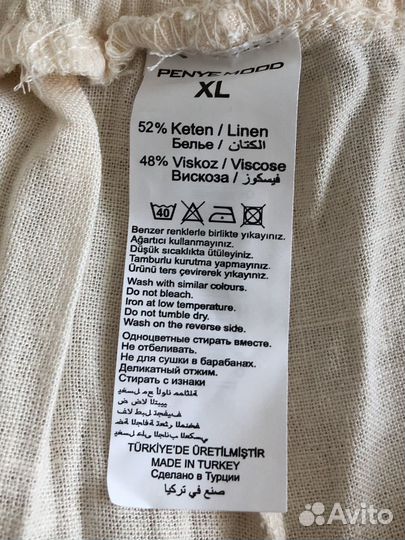 PENYE MOOD
XL
52% Keten / Linen
Белье / الكتان
48% Viskoz / Viscose
Вискоза / فيسكوز
40
Benzer renklerle birlikte yıkayınız.
Ağartıcı kullanmayınız.
Düşük sıcaklıkta ütüleyiniz.
Tamburlu kurutma yapmayınız.
Ürünü ters çevirerek yıkayınız.
Wash with similar colours.
Do not bleach.
Iron at low temperature.
Do not tumble dry.
Wash on the reverse side.
Одноцветные стирать вместе.
Не отбеливать.
Не для сушки в барабанах.
Деликатный отжим.
Стирать с изнаки
TÜRKİYE'DE ÜRETİLMİŞTİR
MADE IN TURKEY
Сделано в Турции
صنع في تركيا
Avito